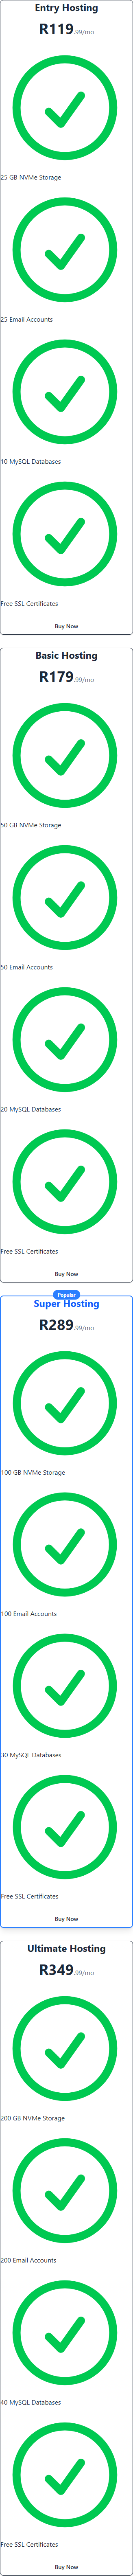 Entry Hosting
R119.99/mo
25 GB NVMe Storage
25 Email Accounts
10 MySQL Databases
Free SSL Certificates
Buy Now
Basic Hosting
R179.99/mo
50 GB NVMe Storage
50 Email Accounts
20 MySQL Databases
Free SSL Certificates
Buy Now
Popular
Super Hosting
R289.99/mo
100 GB NVMe Storage
100 Email Accounts
30 MySQL Databases
Free SSL Certificates
Buy Now
Ultimate Hosting
R349.99/mo
200 GB NVMe Storage
200 Email Accounts
40 MySQL Databases
Free SSL Certificates
Buy Now